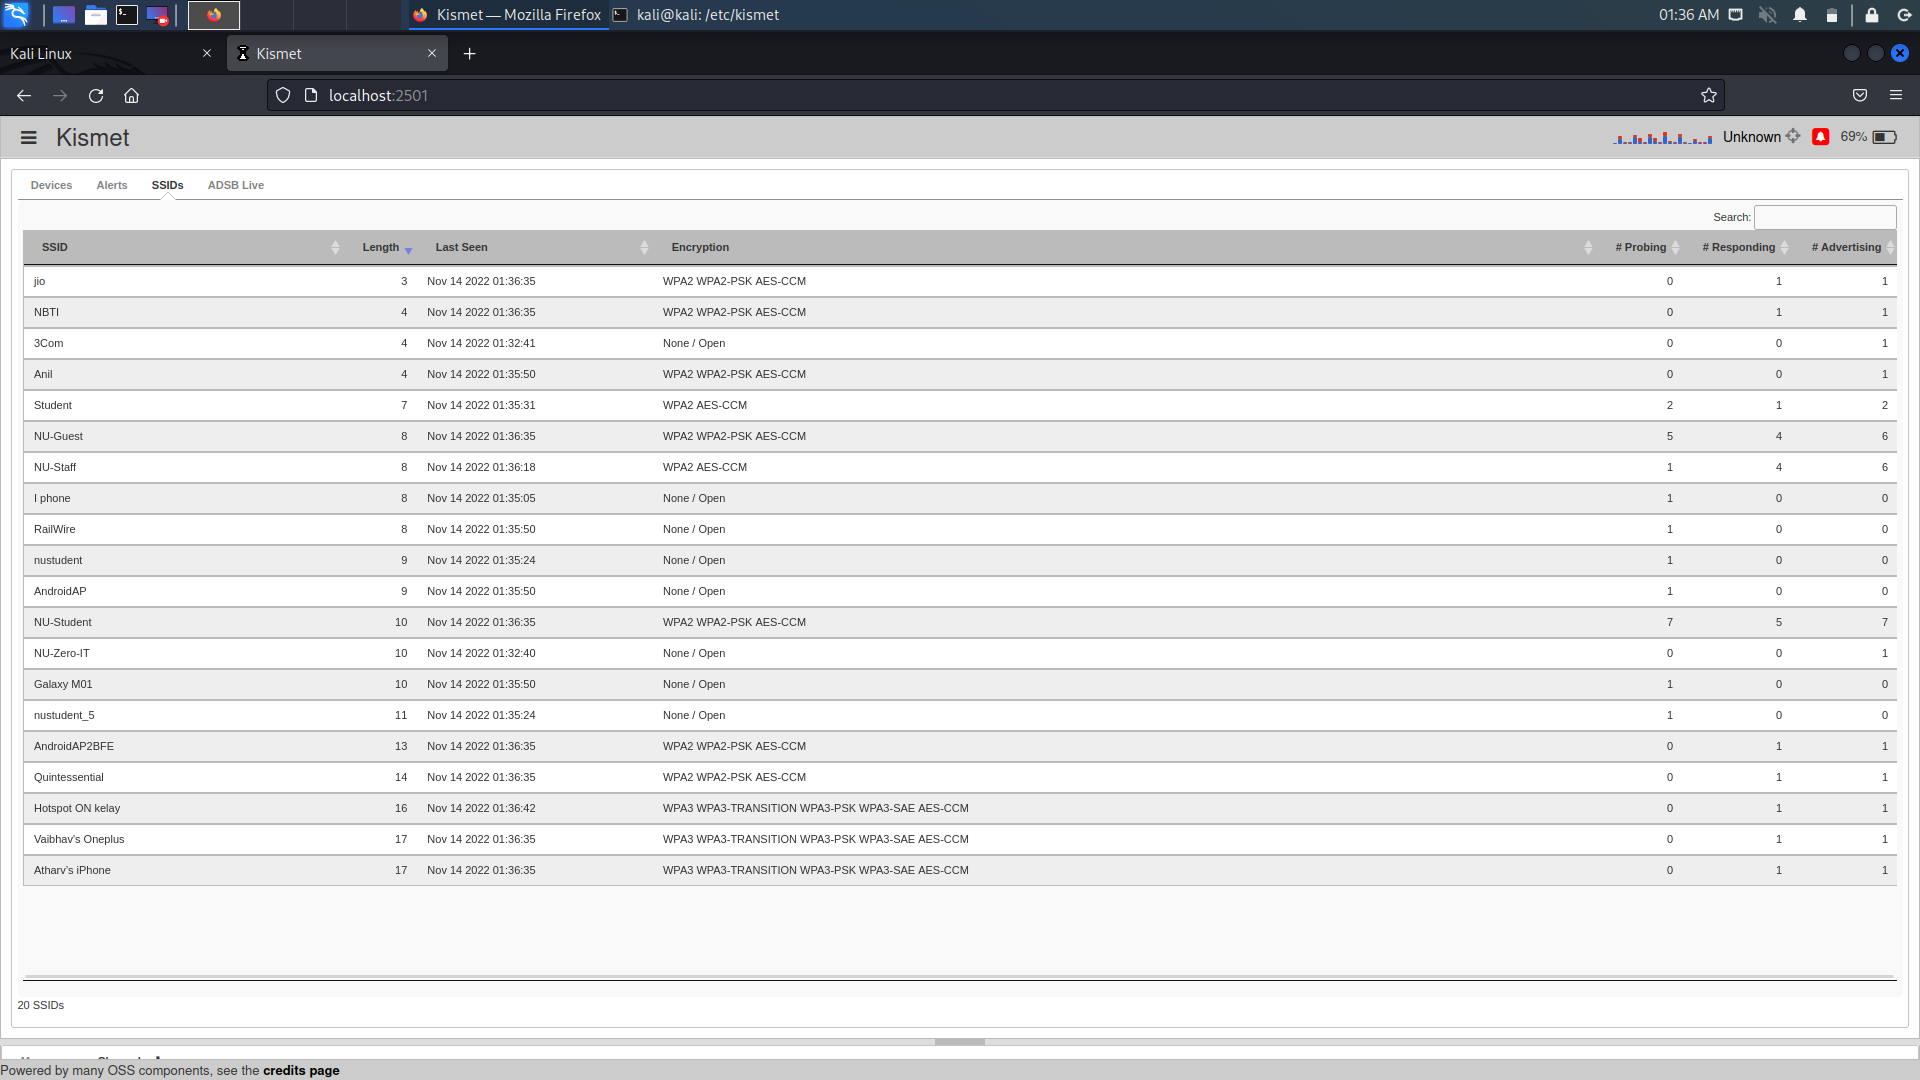 Kismet — Mozilla Firefox kali@kali: /etc/kismet 01:36 AM
Kali Linux Kismet
localhost:2501
Kismet Unknown 69%
Devices Alerts SSIDs ADSB Live
Search:
SSID Length Last Seen Encryption # Probing # Responding # Advertising
jio 3 Nov 14 2022 01:36:35 WPA2 WPA2-PSK AES-CCM 0 1 1
NBTI 4 Nov 14 2022 01:36:35 WPA2 WPA2-PSK AES-CCM 0 1 1
3Com 4 Nov 14 2022 01:32:41 None / Open 0 0 1
Anil 4 Nov 14 2022 01:35:50 WPA2 WPA2-PSK AES-CCM 0 0 1
Student 7 Nov 14 2022 01:35:31 WPA2 AES-CCM 2 1 2
NU-Guest 8 Nov 14 2022 01:36:35 WPA2 WPA2-PSK AES-CCM 5 4 6
NU-Staff 8 Nov 14 2022 01:36:18 WPA2 AES-CCM 1 4 6
I phone 8 Nov 14 2022 01:35:05 None / Open 1 0 0
RailWire 8 Nov 14 2022 01:35:50 None / Open 1 0 0
nustudent 9 Nov 14 2022 01:35:24 None / Open 1 0 0
AndroidAP 9 Nov 14 2022 01:35:50 None / Open 1 0 0
NU-Student 10 Nov 14 2022 01:36:35 WPA2 WPA2-PSK AES-CCM 7 5 7
NU-Zero-IT 10 Nov 14 2022 01:32:40 None / Open 0 0 1
Galaxy M01 10 Nov 14 2022 01:35:50 None / Open 1 0 0
nustudent_5 11 Nov 14 2022 01:35:24 None / Open 1 0 0
AndroidAP2BFE 13 Nov 14 2022 01:36:35 WPA2 WPA2-PSK AES-CCM 0 1 1
Quintessential 14 Nov 14 2022 01:36:35 WPA2 WPA2-PSK AES-CCM 0 1 1
Hotspot ON kelay 16 Nov 14 2022 01:36:42 WPA3 WPA3-TRANSITION WPA3-PSK WPA3-SAE AES-CCM 0 1 1
Vaibhav's Oneplus 17 Nov 14 2022 01:36:35 WPA3 WPA3-TRANSITION WPA3-PSK WPA3-SAE AES-CCM 0 1 1
Atharv's iPhone 17 Nov 14 2022 01:36:35 WPA3 WPA3-TRANSITION WPA3-PSK WPA3-SAE AES-CCM 0 1 1
20 SSIDs
Powered by many OSS components, see the credits page